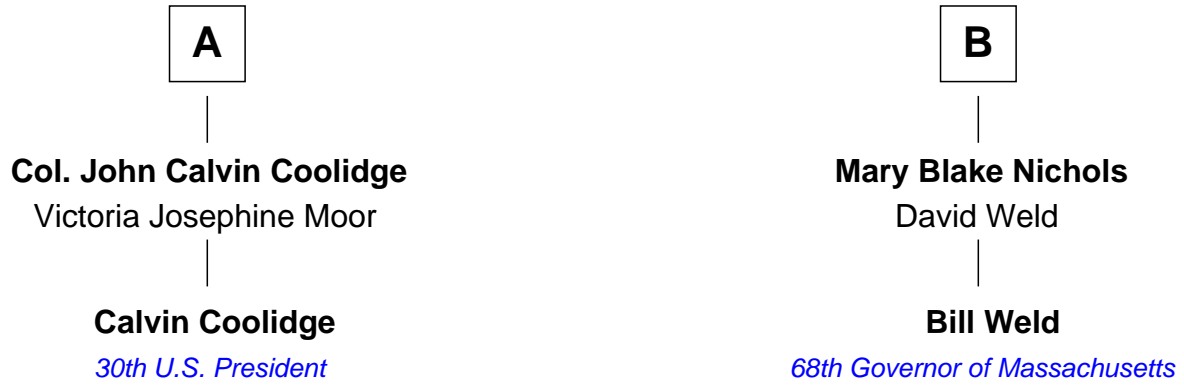 A
Col. John Calvin Coolidge
Victoria Josephine Moor
Calvin Coolidge
30th U.S. President
B
Mary Blake Nichols
David Weld
Bill Weld
68th Governor of Massachusetts